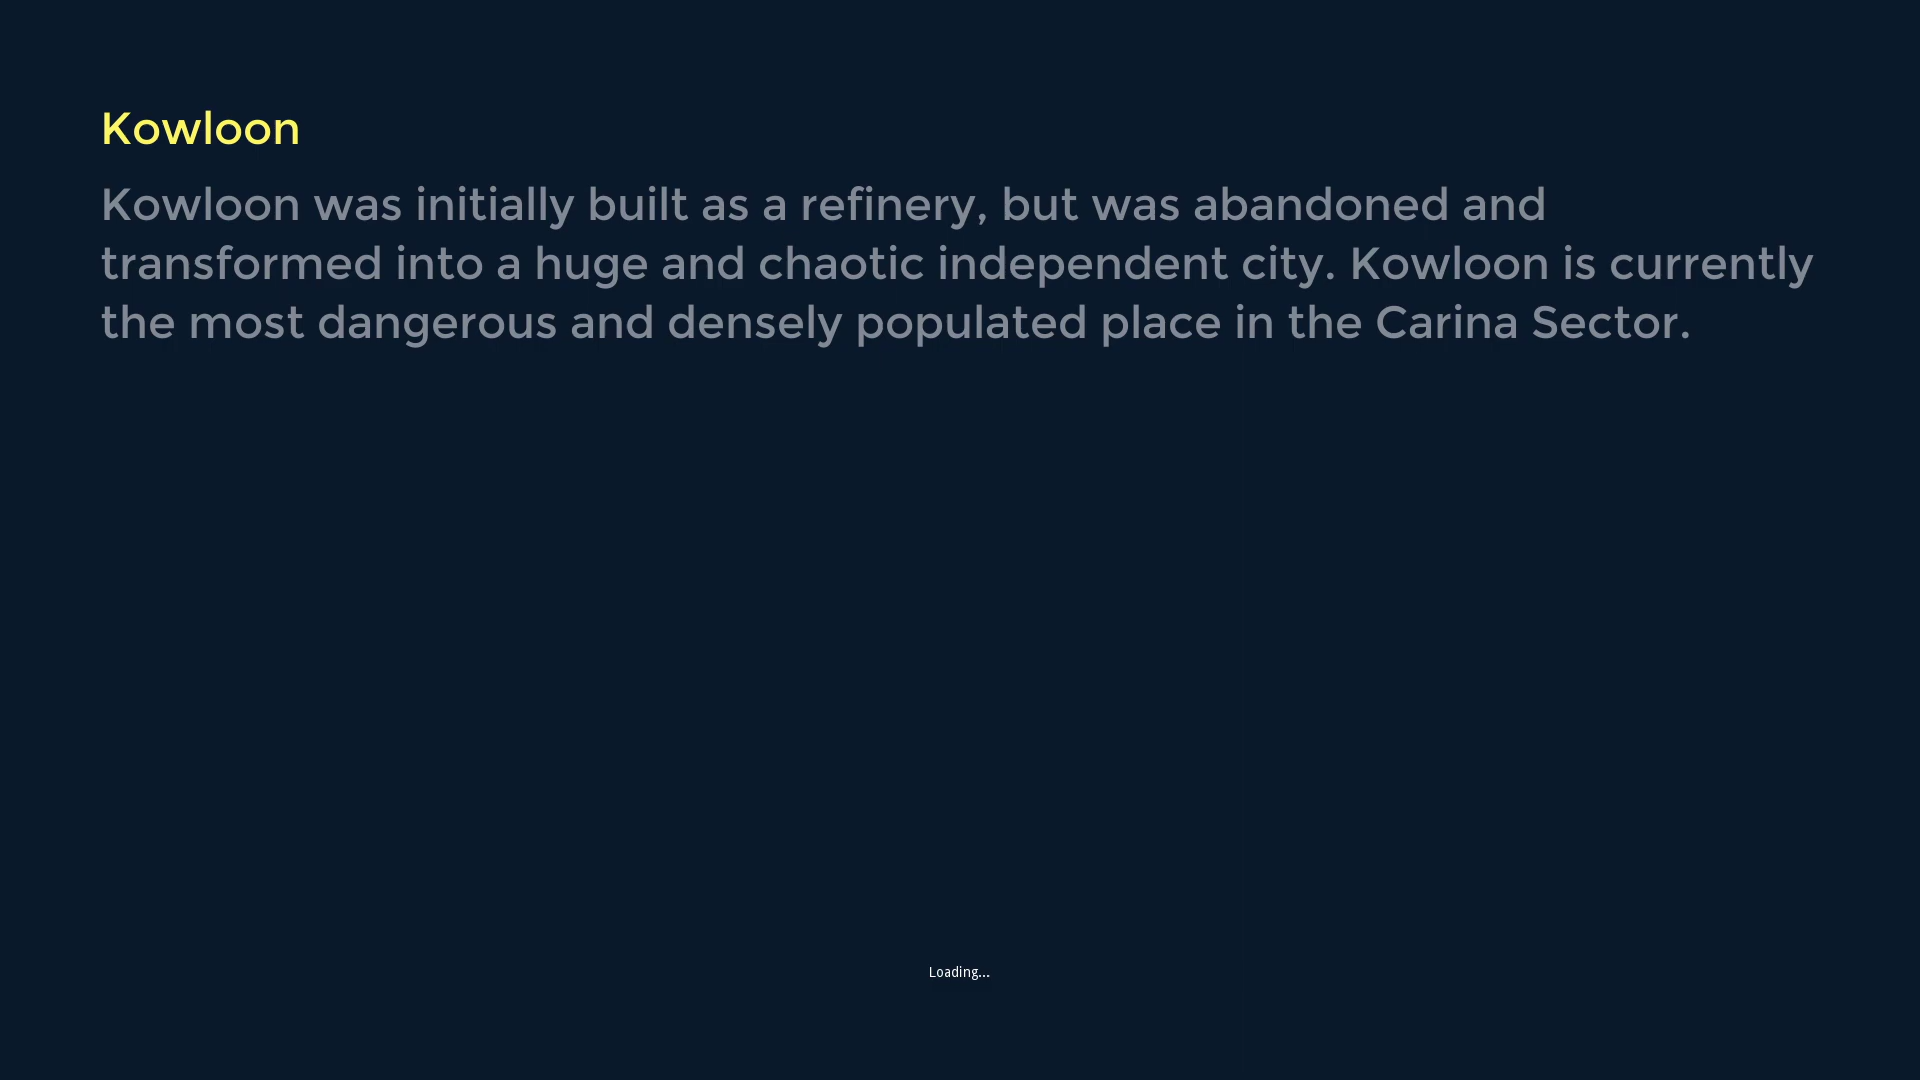 Kowloon
Kowloon was initially built as a refinery, but was abandoned and
transformed into a huge and chaotic independent city. Kowloon is currently
the most dangerous and densely populated place in the Carina Sector.
Loading...